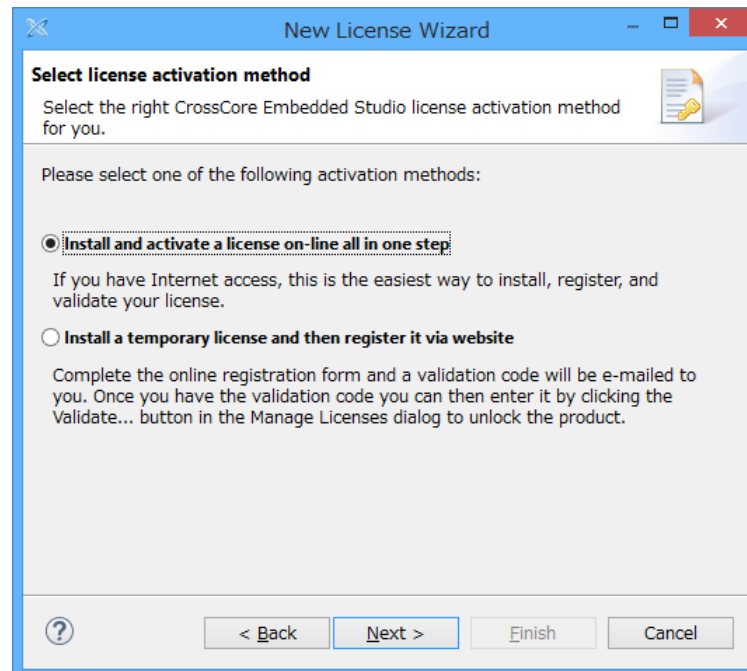 New License Wizard
Select license activation method
Select the right CrossCore Embedded Studio license activation method
for you.
Please select one of the following activation methods:
Install and activate a license on-line all in one step
If you have Internet access, this is the easiest way to install, register, and
validate your license.
Install a temporary license and then register it via website
Complete the online registration form and a validation code will be e-mailed to
you. Once you have the validation code you can then enter it by clicking the
Validate... button in the Manage Licenses dialog to unlock the product.
? < Back Next > Finish Cancel